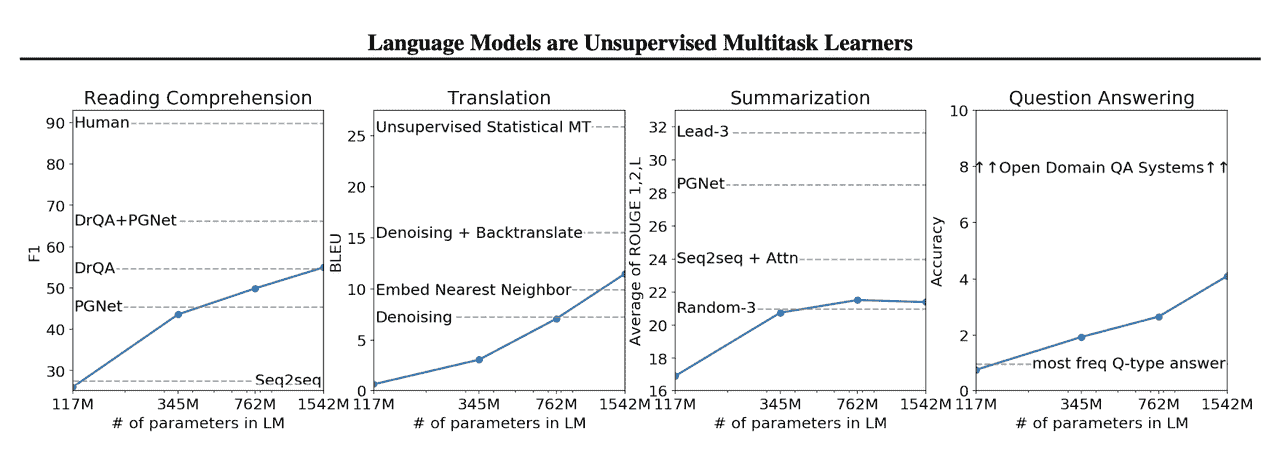 Language Models are Unsupervised Multitask Learners
Reading Comprehension
90
80
70
60
50
40
30
F1
Human
DrQA+PGNet
DrQA
PGNet
Seq2seq
117M 345M 762M 1542M
# of parameters in LM
Translation
25
20
15
10
5
0
BLEU
Unsupervised Statistical MT
Denoising + Backtranslate
Embed Nearest Neighbor
Denoising
117M 345M 762M 1542M
# of parameters in LM
Summarization
32
30
28
26
24
22
20
18
16
Average of ROUGE 1,2,L
Lead-3
PGNet
Seq2seq + Attn
Random-3
117M 345M 762M 1542M
# of parameters in LM
Question Answering
10
8
6
4
2
0
Accuracy
↑↑Open Domain QA Systems↑↑
most freq Q-type answer
117M 345M 762M 1542M
# of parameters in LM